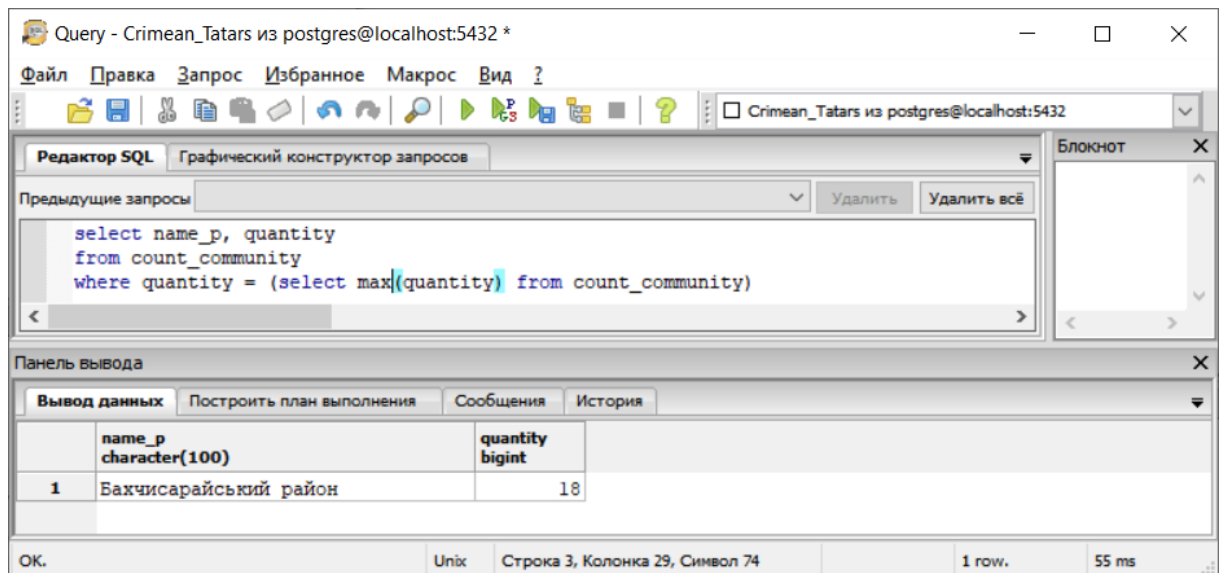 Query - Crimean_Tatars из postgres@localhost:5432 *
Файл Правка Запрос Избранное Макрос Вид ?
Crimean_Tatars из postgres@localhost:5432
Редактор SQL Графический конструктор запросов
Блокнот
Предыдущие запросы Удалить Удалить всё
select name_p, quantity
from count_community
where quantity = (select max(quantity) from count_community)
Панель вывода
Вывод данных Построить план выполнения Сообщения История
name_p quantity
character(100) bigint
1 Бахчисарайський район 18
OK. Unix Строка 3, Колонка 29, Символ 74 1 row. 55 ms